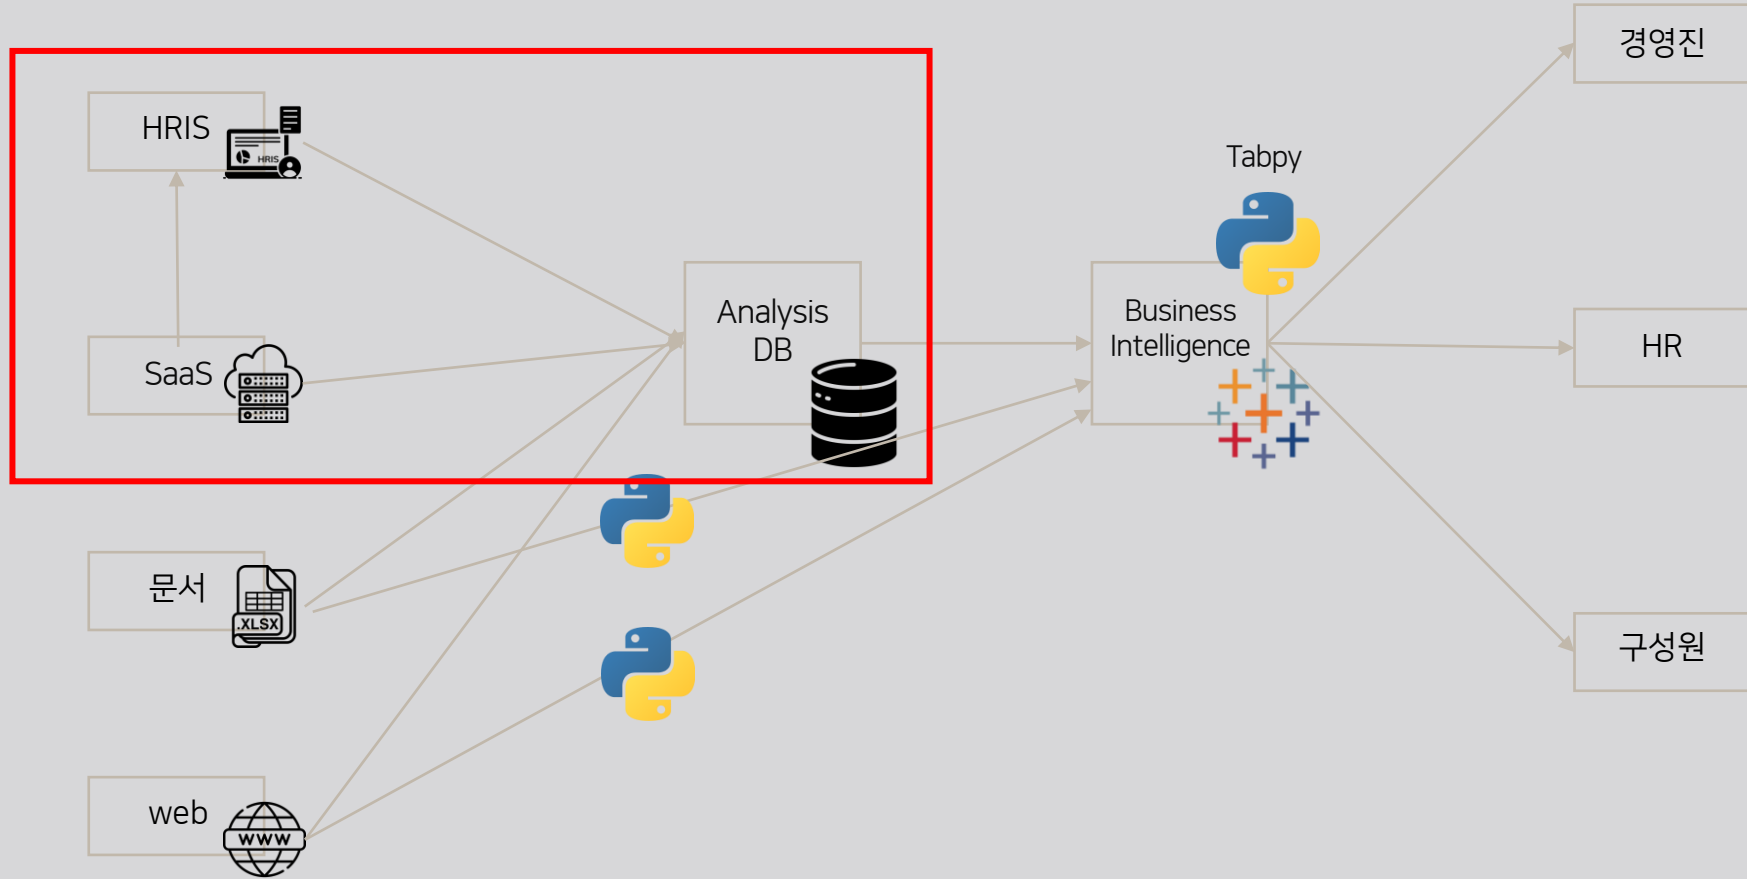 경영진
HRIS
HRIS
Tabpy
Analysis
DB
Business
Intelligence
HR
SaaS
문서
.XLSX
구성원
web
WWW